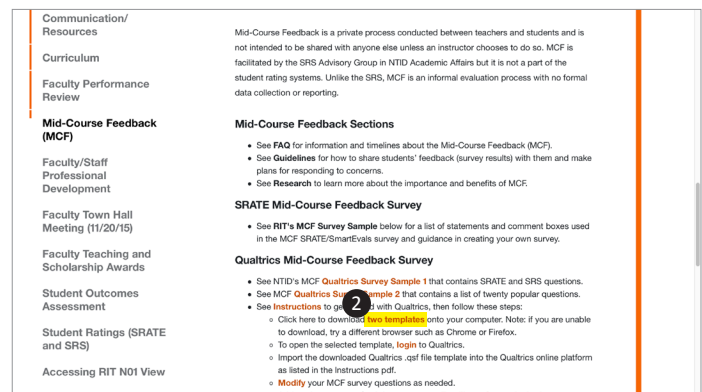 Communication/
Resources
Curriculum
Faculty Performance
Review
Mid-Course Feedback
(MCF)
Faculty/Staff
Professional
Development
Faculty Town Hall
Meeting (11/20/15)
Faculty Teaching and
Scholarship Awards
Student Outcomes
Assessment
Student Ratings (SRATE
and SRS)
Accessing RIT N01 View
Mid-Course Feedback is a private process conducted between teachers and students and is
not intended to be shared with anyone else unless an instructor chooses to do so. MCF is
facilitated by the SRS Advisory Group in NTID Academic Affairs but it is not a part of the
student rating systems. Unlike the SRS, MCF is an informal evaluation process with no formal
data collection or reporting.
Mid-Course Feedback Sections
• See FAQ for information and timelines about the Mid-Course Feedback (MCF).
• See Guidelines for how to share students' feedback (survey results) with them and make
plans for responding to concerns.
• See Research to learn more about the importance and benefits of MCF.
SRATE Mid-Course Feedback Survey
• See RIT's MCF Survey Sample below for a list of statements and comment boxes used
in the MCF SRATE/SmartEvals survey and guidance in creating your own survey.
Qualtrics Mid-Course Feedback Survey
• See NTID's MCF Qualtrics Survey Sample 1 that contains SRATE and SRS questions.
• See MCF Qualtrics Sample 2 that contains a list of twenty popular questions.
• See Instructions to with Qualtrics, then follow these steps:
2
○ Click here to download two templates onto your computer. Note: if you are unable
to download, try a different browser such as Chrome or Firefox.
○ To open the selected template, login to Qualtrics.
○ Import the downloaded Qualtrics .qsf file template into the Qualtrics online platform
as listed in the Instructions pdf.
○ Modify your MCF survey questions as needed.